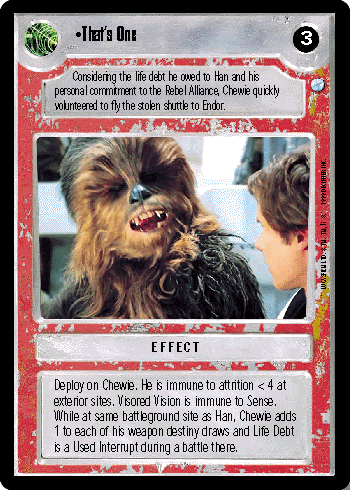 •That's One
3
Considering the life debt he owed to Han and his
personal commitment to the Rebel Alliance, Chewie quickly
volunteered to fly the stolen shuttle to Endor.
EFFECT
Deploy on Chewie. He is immune to attrition < 4 at
exterior sites. Visored Vision is immune to Sense.
While at same battleground site as Han, Chewie adds
1 to each of his weapon destiny draws and Life Debt
is a Used Interrupt during a battle there.